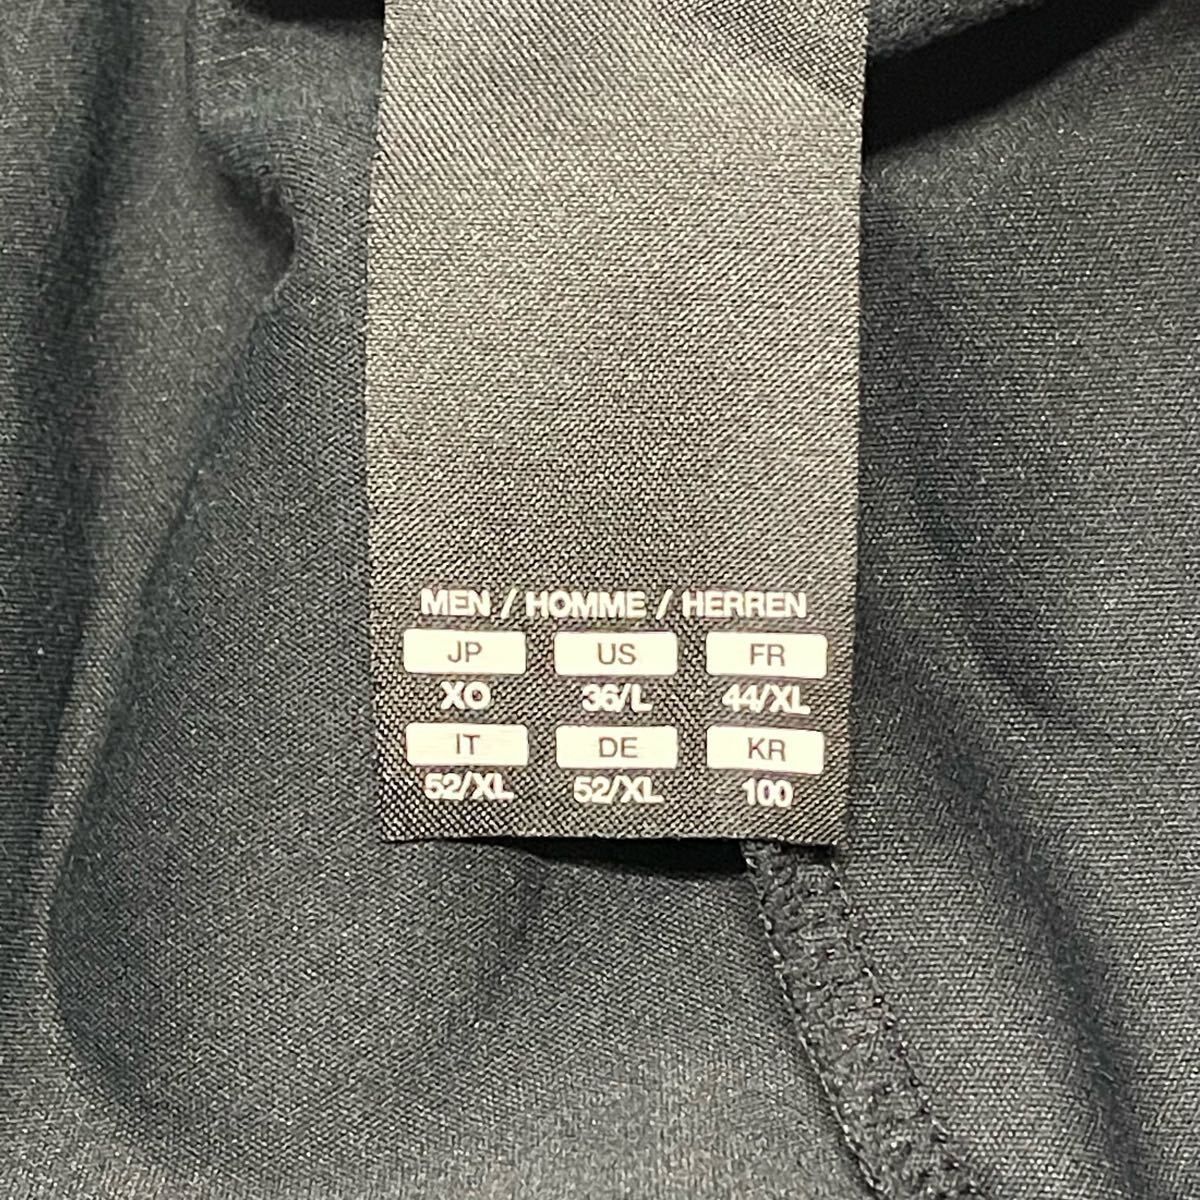 MEN / HOMME / HERREN
JP US FR
XO 36/L 44/XL
IT DE KR
52/XL 52/XL 100